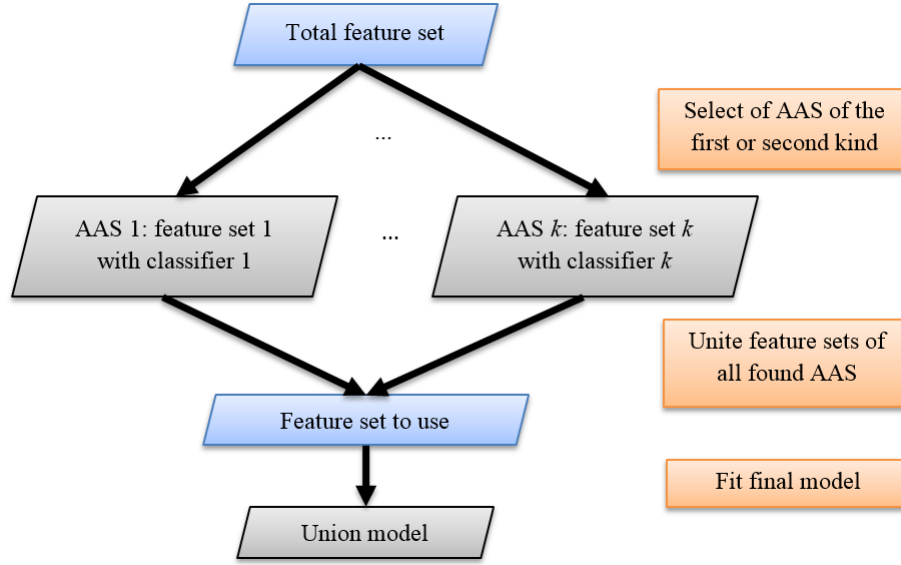 Total feature set
...
Select of AAS of the
first or second kind
AAS 1: feature set 1
with classifier 1
...
AAS k: feature set k
with classifier k
Unite feature sets of
all found AAS
Feature set to use
Fit final model
Union model